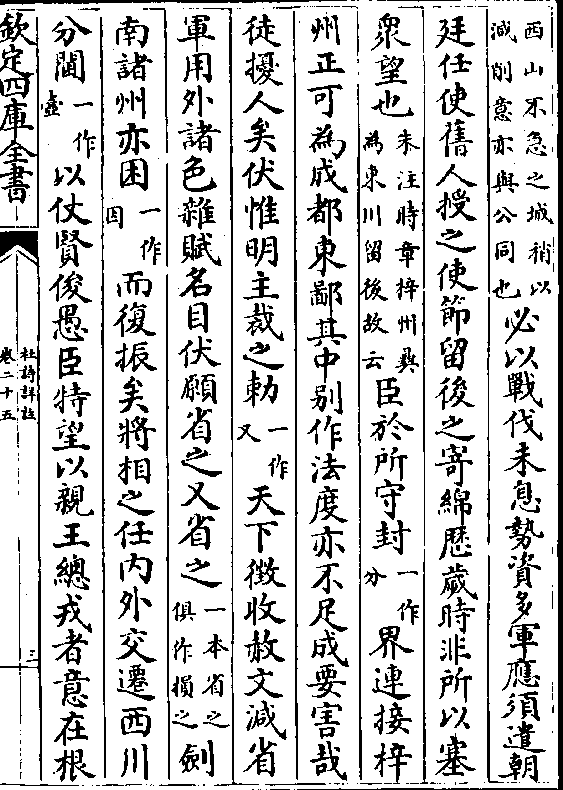 西山不急之城稍以
減削意亦與公同也
必以戰伐未息勢資多軍應須遣朝
廷任使舊人授之使節留後之寄綿歷歲時非所以塞
衆望也
朱注時章梓州彛
為東川留後故云
臣於所守封
一作
分
界連接梓
州正可為成都東鄙其中别作法度亦不足成要害哉
徒擾人矣伏惟明主裁之勅
一作
又
天下徴收赦文減省
軍用外諸色雜賦名目伏願省之又省之
一本省之
俱作損之
劒
南諸州亦困
一作
因
而復振矣將相之任内外交遷西川
分閫
一作
壼
以仗賢俊愚臣特望以親王總戎者意在根
欽定四庫全書
杜詩詳註
卷二十五
三